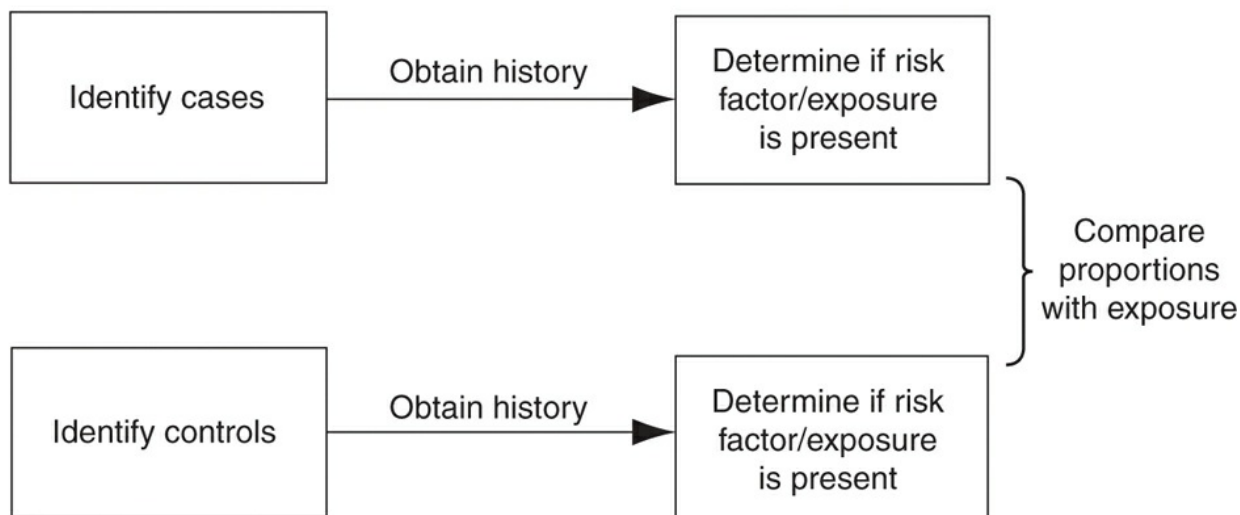 Identify cases
Obtain history
Determine if risk
factor/exposure
is present
Compare
proportions
with exposure
Identify controls
Obtain history
Determine if risk
factor/exposure
is present